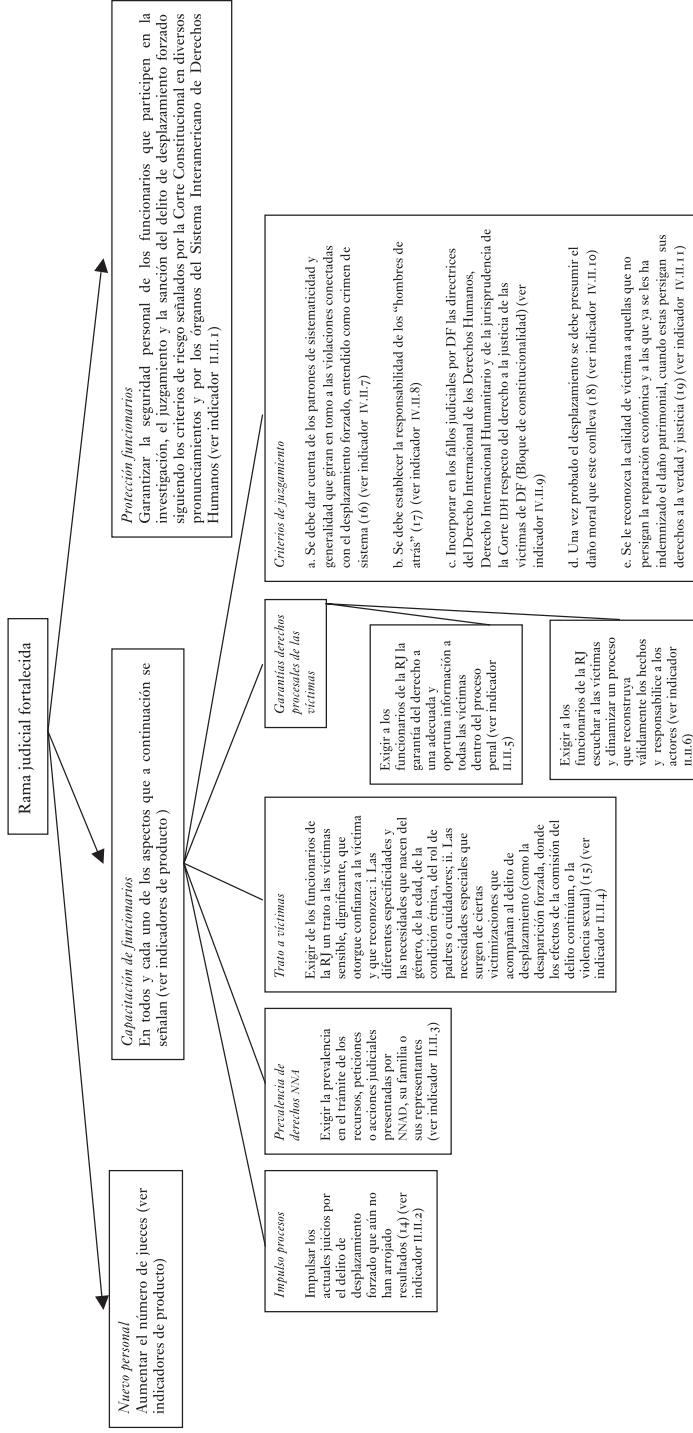 Rama judicial fortalecida
Nuevo personal
Aumentar el número de jueces (ver
indicadores de producto)
Capacitación de funcionarios
En todos y cada uno de los aspectos que a continuación se
señalan (ver indicadores de producto )
Protección funcionarios
Garantizar la seguridad personal de los funcionarios que participen en la
investigación, el juzgamiento y la sanción del delito de desplazamiento forzado
siguiendo los criterios de riesgo señalados por la Corte Constitucional en diversos
pronunciamientos y por los órganos del Sistema Interamericano de Derechos
Humanos (ver indicador II.II.1)
Impulso procesos
Impulsar los
actuales juicios por
el delito de
desplazamiento
forzado que aún no
han arrojado
resultados (14) (ver
indicador II.II.2)
Prevalencia de
derechos NNA
Exigir la prevalencia
en el trámite de los
recursos, peticiones
o acciones judiciales
presentadas por
NNAD, su familia o
sus representantes
(ver indicador II.II.3)
Trato a víctimas
Exigir de los funcionarios de
la RJ un trato a las víctimas
sensible, dignificante, que
otorgue confianza a la víctima
y que reconozca: i. Las
diferentes especificidades y
las necesidades que nacen del
género, de la edad, de la
condición étnica, del rol de
padres o cuidadores; ii. Las
necesidades especiales que
surgen de ciertas
victimizaciones que
acompañan al delito de
desplazamiento (como la
desaparición forzada, donde
los efectos de la comisión del
delito continúan, o la
violencia sexual) (15) (ver
indicador II.II.4)
Garantías derechos
procesales de las
víctimas
Exigir a los
funcionarios de la RJ la
garantía del derecho a
una adecuada y
oportuna información a
todas las víctimas
dentro del proceso
penal (ver indicador
II.II.5)
Exigir a los
funcionarios de la RJ
escuchar a las víctimas
y dinamizar un proceso
que reconstruya
válidamente los hechos
y responsabilice a los
actores (ver indicador
II.II.6)
Criterios de juzgamiento
a. Se debe dar cuenta de los patrones de sistematicidad y
generalidad que giran en torno a las violaciones conectadas
con el desplazamiento forzado, entendido como crimen de
sistema (16) (ver indicador IV.II.7)
b. Se debe establecer la responsabilidad de los “hombres de
atrás” (17) (ver indicador IV.II.8)
c. Incorporar en los fallos judiciales por DF las directrices
del Derecho Internacional de los Derechos Humanos,
Derecho Internacional Humanitario y de la jurisprudencia de
la Corte IDH respecto del derecho a la justicia de las
víctimas de DF (Bloque de constitucionalidad) (ver
indicador IV.II.9)
d. Una vez probado el desplazamiento se debe presumir el
daño moral que este conlleva (18) (ver indicador IV.II.10)
e. Se le reconozca la calidad de víctima a aquellas que no
persigan la reparación económica y a las que ya se les ha
indemnizado el daño patrimonial, cuando estas persigan sus
derechos a la verdad y justicia (19) (ver indicador IV.II.11)